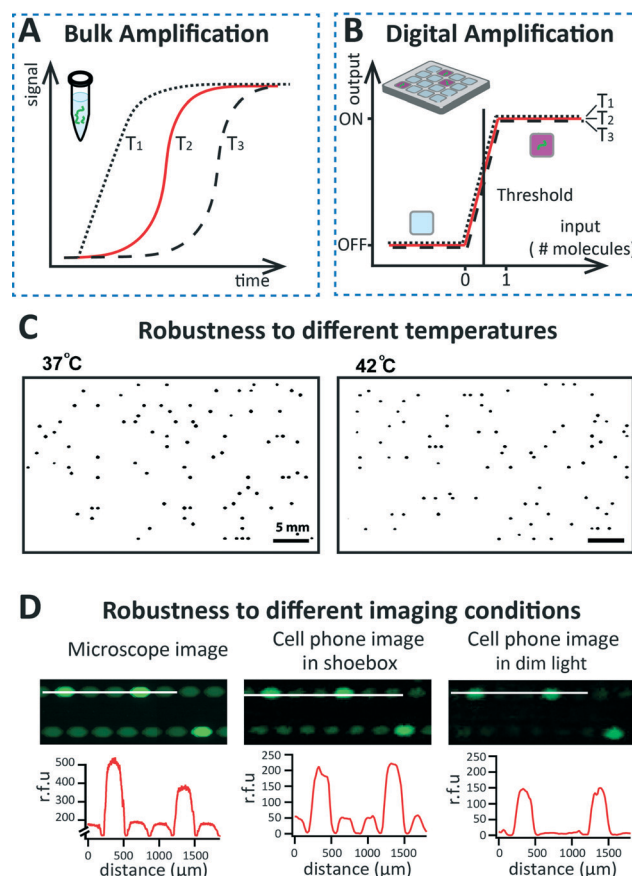 A Bulk Amplification
signal
T1
T2
T3
time
B Digital Amplification
output
ON
OFF
T1
T2
T3
Threshold
input
( # molecules)
0 1
C Robustness to different temperatures
37°C
42°C
5 mm
D Robustness to different imaging conditions
Microscope image
Cell phone image
in shoebox
Cell phone image
in dim light
r.f.u
500
400
300
200
0 500 1000 1500
distance (µm)
r.f.u
250
200
150
100
50
0
0 500 1000 1500
distance (µm)
r.f.u
250
200
150
100
50
0
0 500 1000 1500
distance (µm)